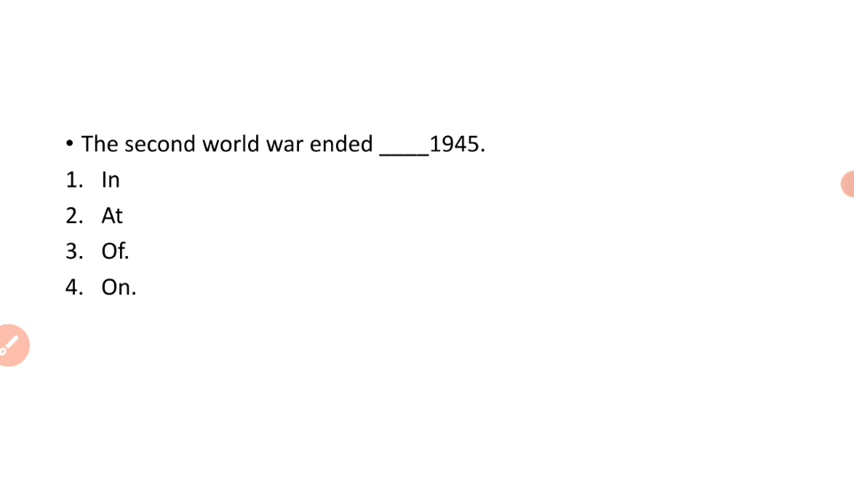 • The second world war ended ____1945.
1. In
2. At
3. Of.
4. On.